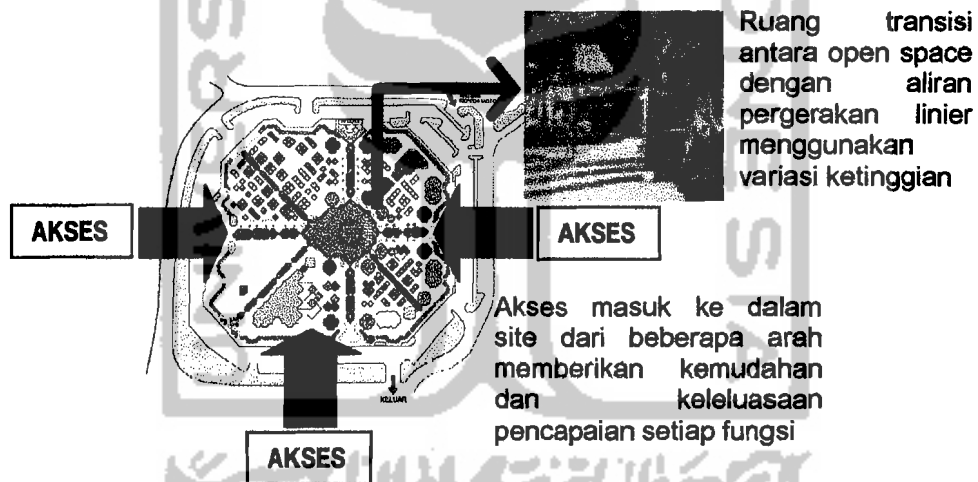 Ruang transisi
antara open space
dengan aliran
pergerakan linier
menggunakan
variasi ketinggian
AKSES
AKSES
Akses masuk ke dalam
site dari beberapa arah
memberikan kemudahan
dan keleluasaan
pencapaian setiap fungsi
KELUAR
AKSES